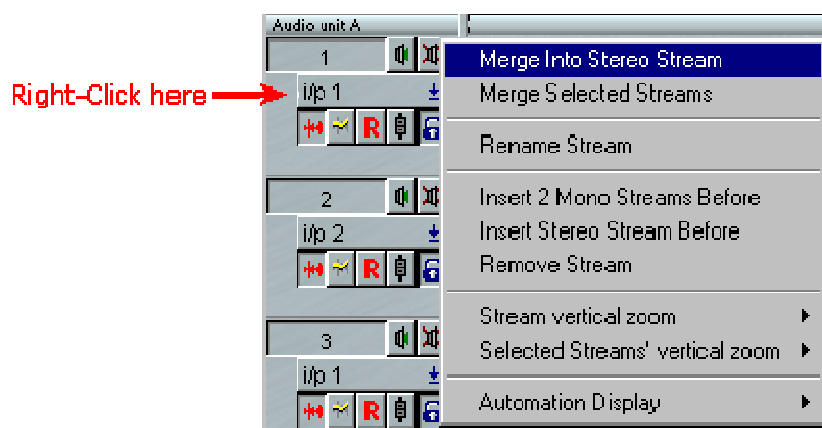 Audio unit A
1
Right-Click here
i/p 1
R
2
i/p 2
R
3
i/p 1
R
Merge Into Stereo Stream
Merge Selected Streams
Rename Stream
Insert 2 Mono Streams Before
Insert Stereo Stream Before
Remove Stream
Stream vertical zoom
Selected Streams' vertical zoom
Automation Display